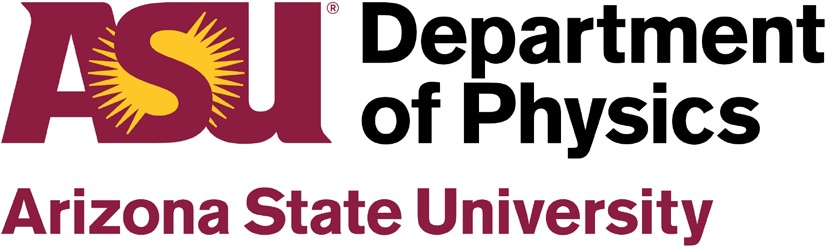 ASU® Department
of Physics
Arizona State University